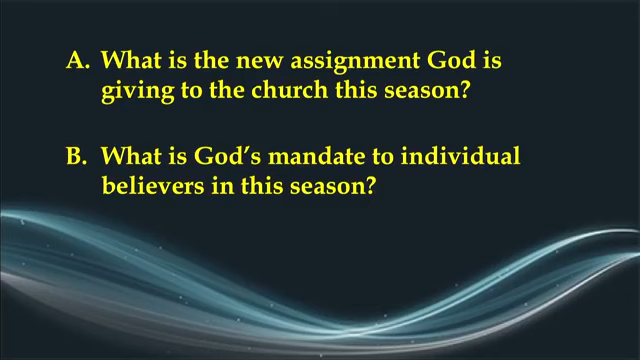 A. What is the new assignment God is
giving to the church this season?
B. What is God’s mandate to individual
believers in this season?